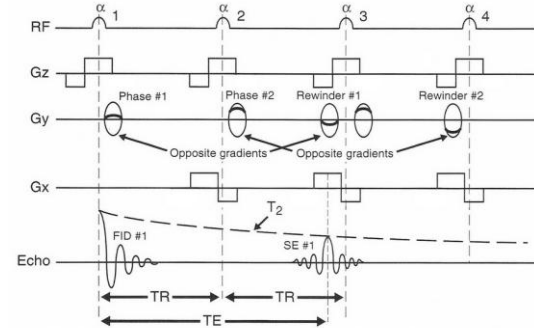 α α α α
RF 1 2 3 4
Gz
Phase #1 Phase #2 Rewinder #1 Rewinder #2
Gy
Opposite gradients Opposite gradients
Gx
T2
FID #1 SE #1
Echo
TR TR
TE